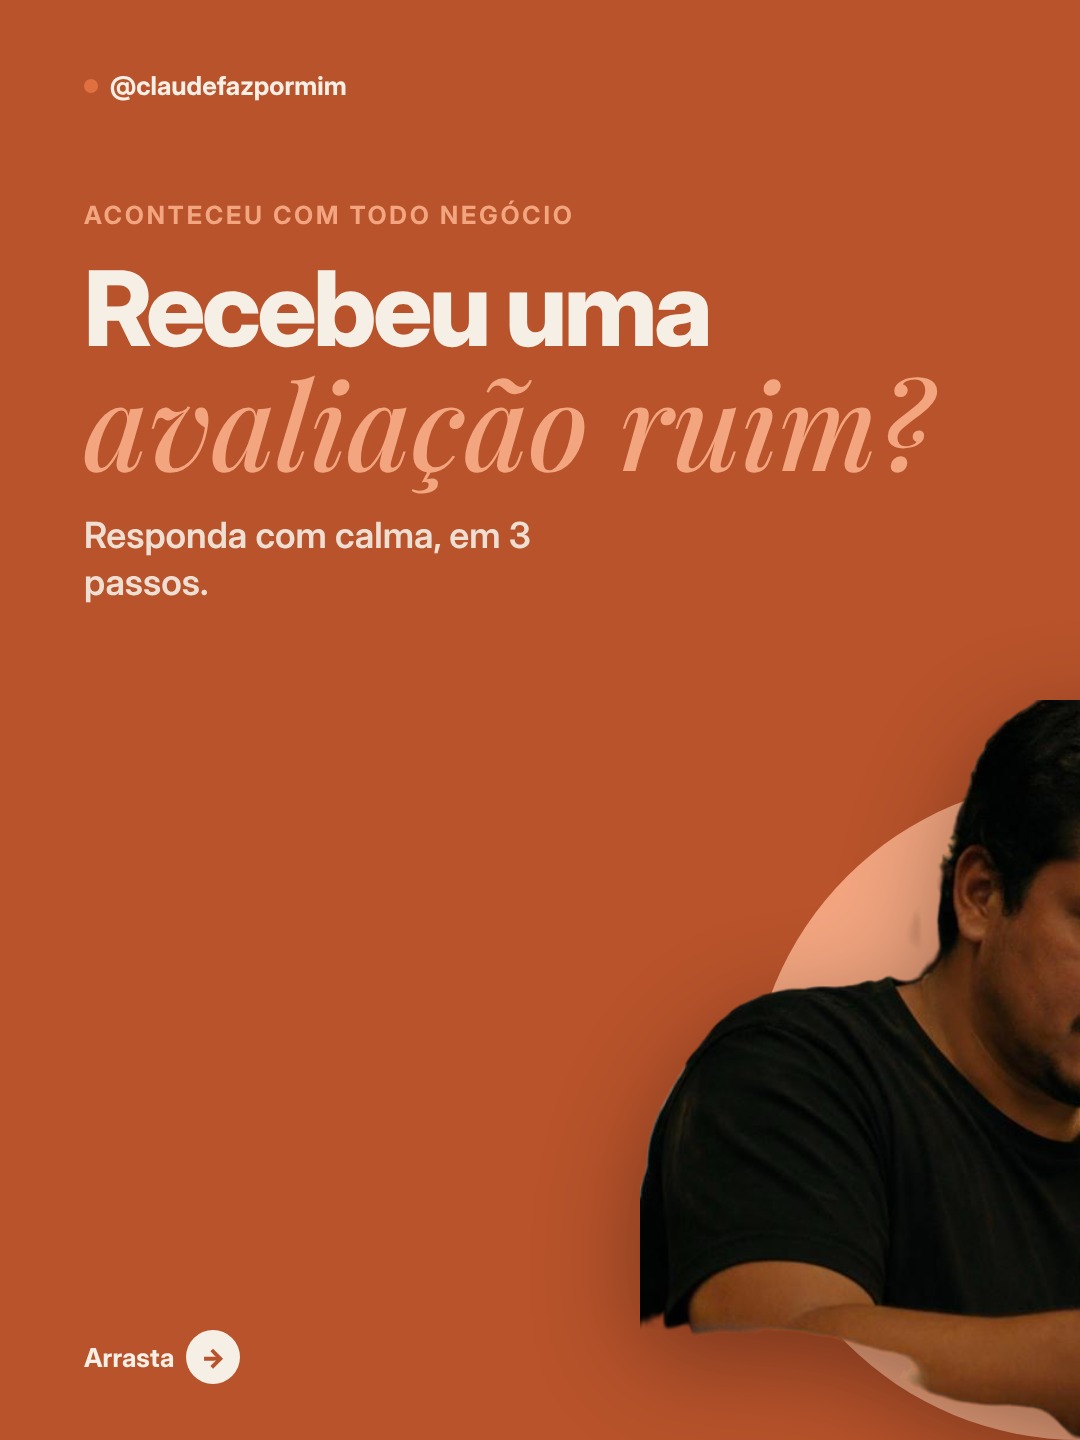 @claudefazpormim
ACONTECEU COM TODO NEGÓCIO
Recebeu uma
avaliação ruim?
Responda com calma, em 3
passos.
Arrasta